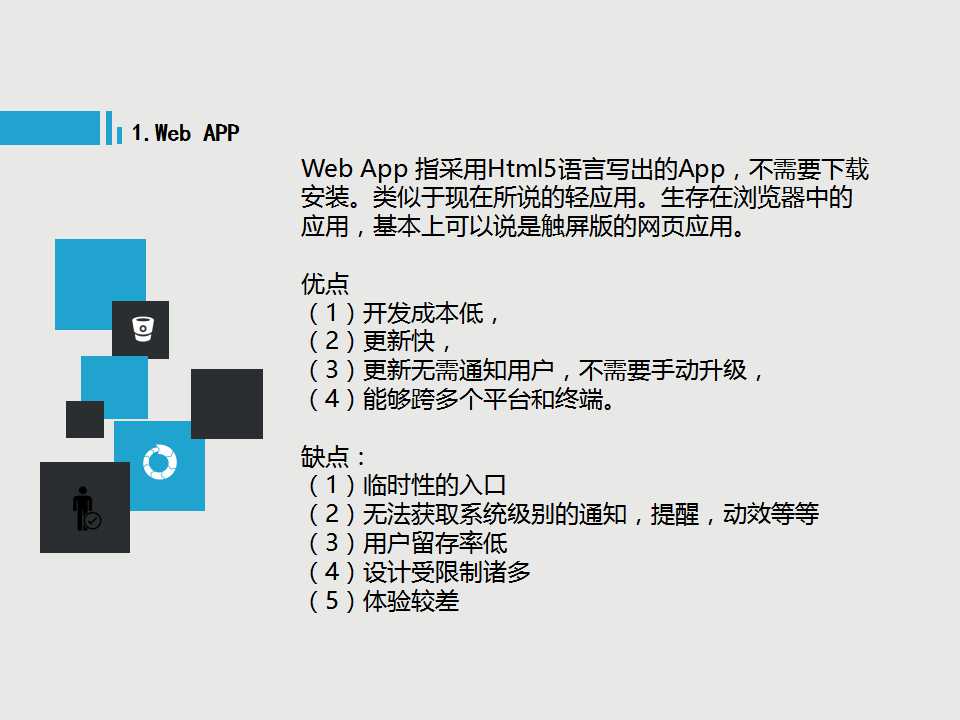 1.Web APP
Web App 指采用Html5语言写出的App，不需要下载
安装。类似于现在所说的轻应用。生存在浏览器中的
应用，基本上可以说是触屏版的网页应用。
优点
（1）开发成本低，
（2）更新快，
（3）更新无需通知用户，不需要手动升级，
（4）能够跨多个平台和终端。
缺点：
（1）临时性的入口
（2）无法获取系统级别的通知，提醒，动效等等
（3）用户留存率低
（4）设计受限制诸多
（5）体验较差